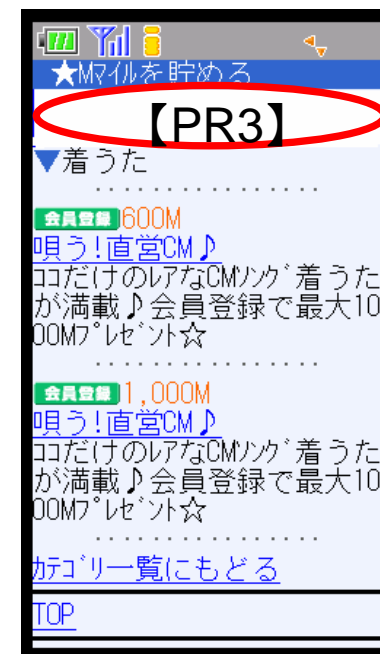 ★Mﾏｲﾙを貯める
【PR3】
▼着うた
会員登録600M
唄う!直営CM♪
ｺｺだけのﾚｱなCMｿﾝｸﾞ着うた
が満載♪会員登録で最大10
00Mﾌﾟﾚｾﾞﾝﾄ☆
会員登録1,000M
唄う!直営CM♪
ｺｺだけのﾚｱなCMｿﾝｸﾞ着うた
が満載♪会員登録で最大10
00Mﾌﾟﾚｾﾞﾝﾄ☆
ｶﾃｺﾞﾘ一覧にもどる
TOP